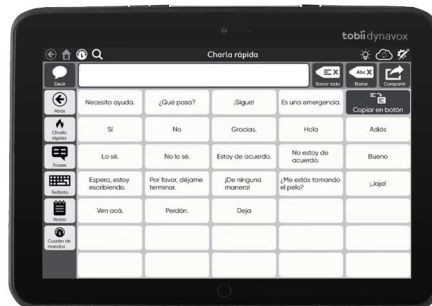 tobii dynavox
Charla rápida
Decir
Borrar todo
Borrar
Compartir
Atrás
Necesito ayuda.
¿Qué pasa?
¡Sigue!
Es una emergencia.
Copiar en botón
Charla
rápida
Sí
No
Gracias.
Hola
Adiós
Frases
Lo sé.
No lo sé.
Estoy de acuerdo.
No estoy de
acuerdo.
Bueno
Teclado
Espera, estoy
escribiendo.
Por favor, déjame
terminar.
¡De ninguna
manera!
¿Me estás tomando
el pelo?
¡Jaja!
Notas
Ven acá.
Perdón.
Deja
Cuadro de
mandos